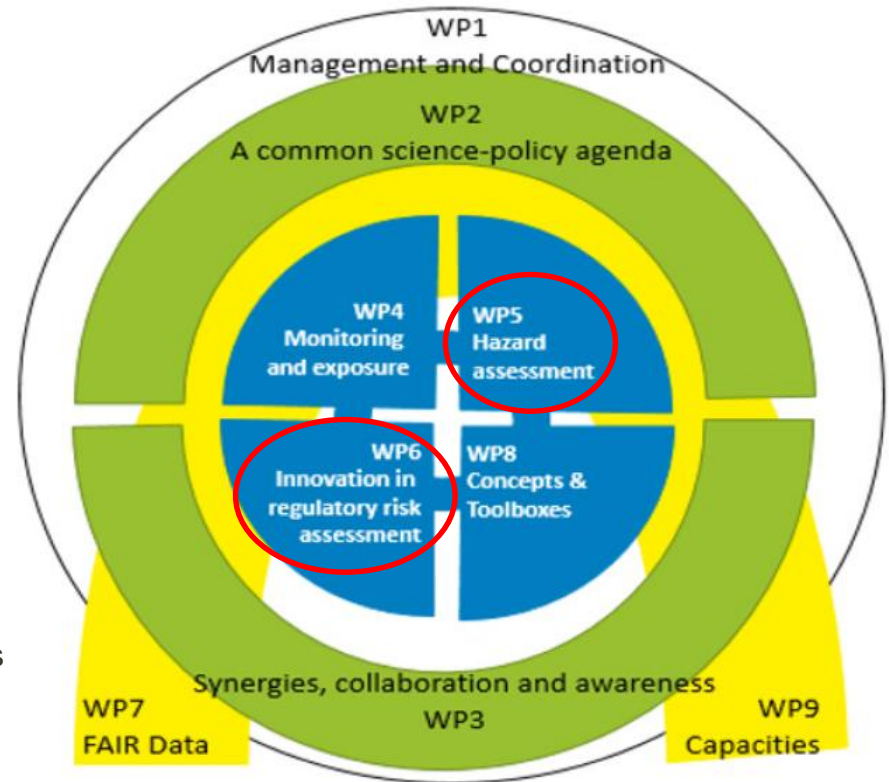 WP1
Management and Coordination
WP2
A common science-policy agenda
WP4
Monitoring
and exposure
WP5
Hazard
assessment
WP6
Innovation in
regulatory risk
assessment
WP8
Concepts &
Toolboxes
s
Synergies, collaboration and awareness
WP3
WP7
FAIR Data
WP9
Capacities